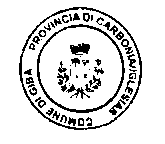 PROVINCIA DI CARBONIA/IGLESIAS
COMUNE DI GIBA